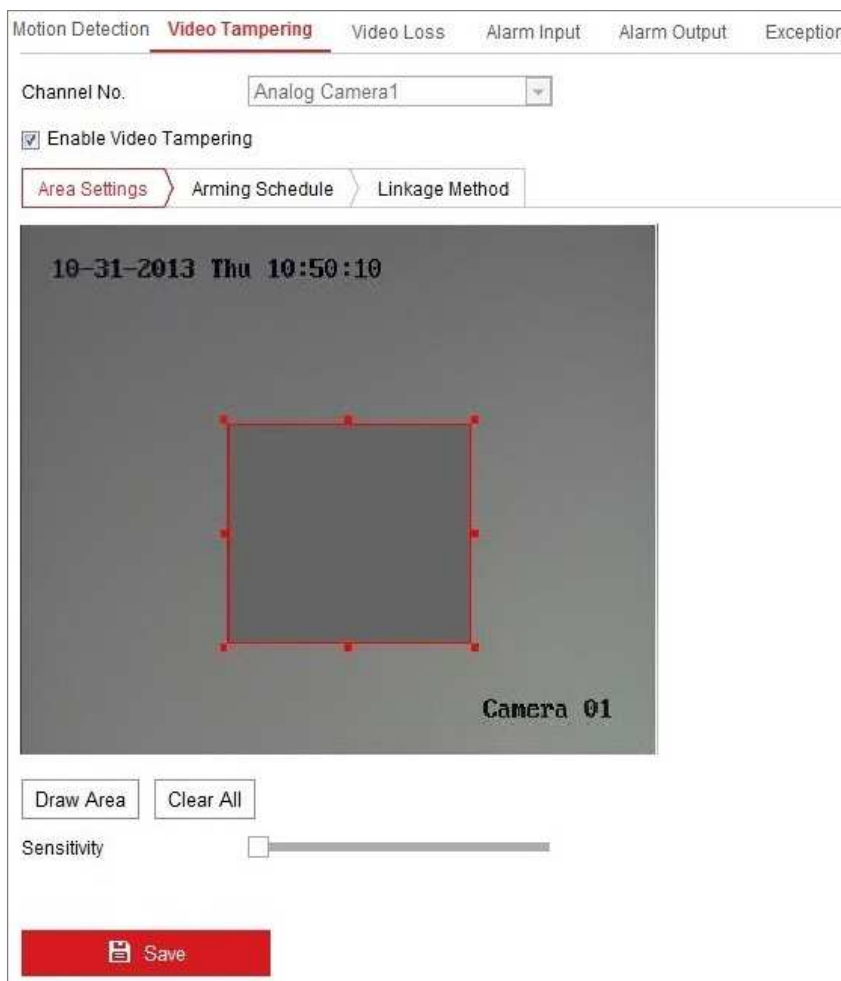 Motion Detection Video Tampering Video Loss Alarm Input Alarm Output Exception
Channel No. Analog Camera1
Enable Video Tampering
Area Settings Arming Schedule Linkage Method
10-31-2013 Thu 10:50:10
Camera 01
Draw Area Clear All
Sensitivity
Save